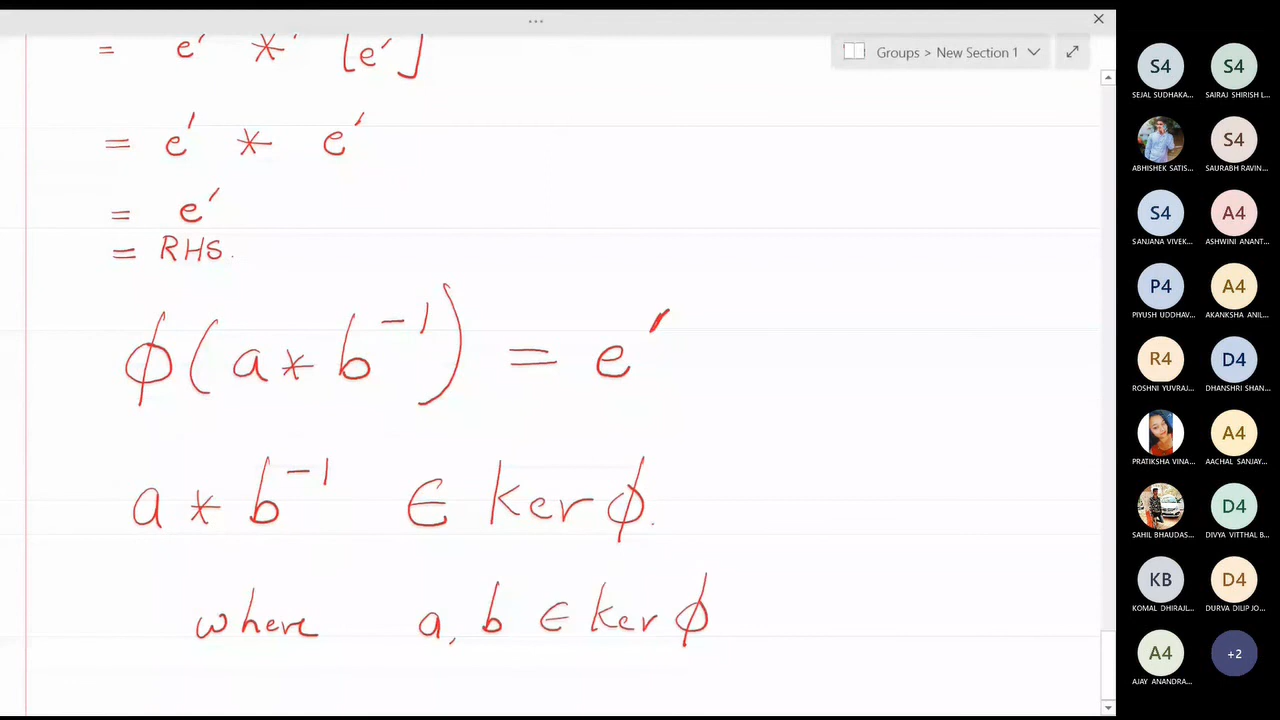 Groups > New Section 1
= e′ *′ [e′]
= e′ * e′
= e′
= RHS.
ϕ(a * b⁻¹) = e′
a * b⁻¹ ∈ ker ϕ.
where a, b ∈ ker ϕ
S4
S4
SEJAL SUDHAKA...
SAIRAJ SHIRISH L...
S4
ABHISHEK SATIS...
SAURABH RAVIN...
S4
A4
SANJANA VIVEK...
ASHWINI ANANT...
P4
A4
PIYUSH UDDHAV...
AKANKSHA ANIL...
R4
D4
ROSHNI YUVRAJ...
DHANSHRI SHAN...
A4
PRATIKSHA VINA...
AACHAL SANJAY...
D4
SAHIL BHAUDAS...
DIVYA VITTHAL B...
KB
D4
KOMAL DHIRAJL...
DURVA DILIP JO...
A4
+2
AJAY ANANDRA...